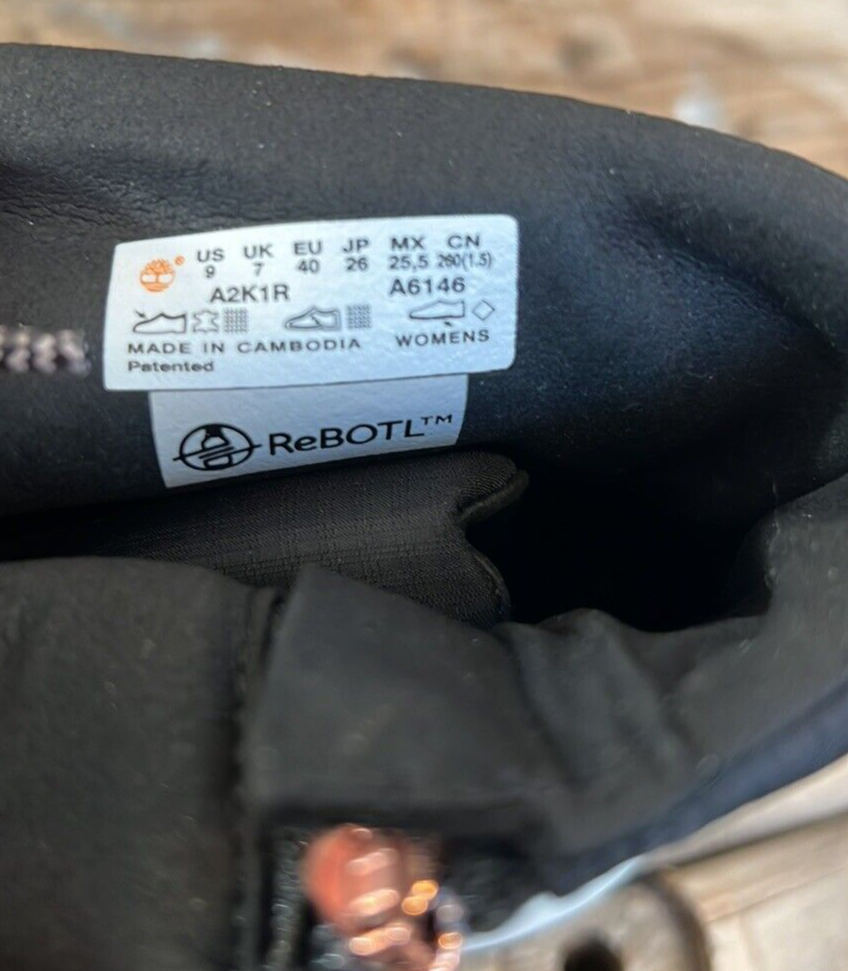 US UK EU JP MX CN
9 7 40 26 25,5 260(1.5)
A2K1R A6146
MADE IN CAMBODIA WOMENS
Patented
ReBOTL™